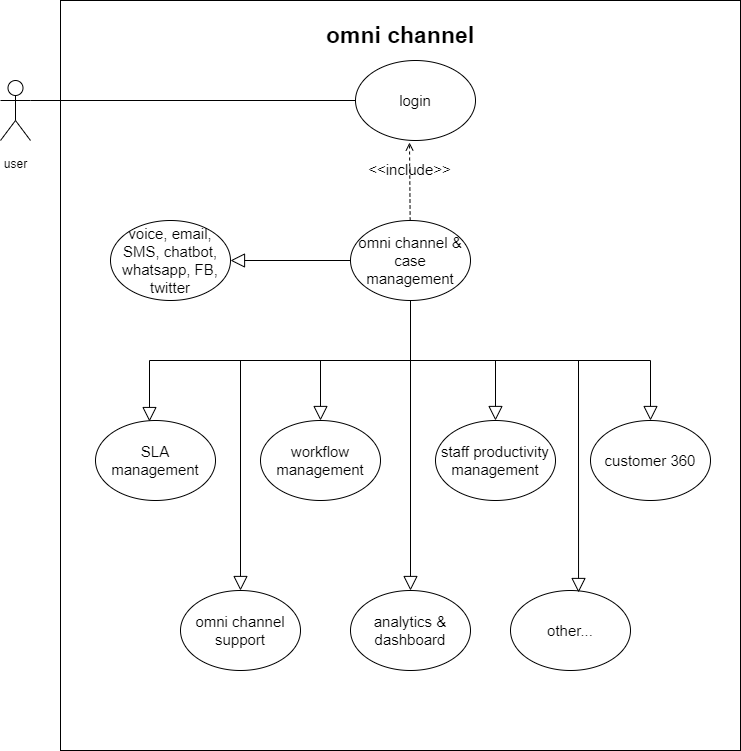 omni channel
login
user
<<include>>
voice, email,
SMS, chatbot,
whatsapp, FB,
twitter
omni channel &
case
management
SLA
management
workflow
management
staff productivity
management
customer 360
omni channel
support
analytics &
dashboard
other...